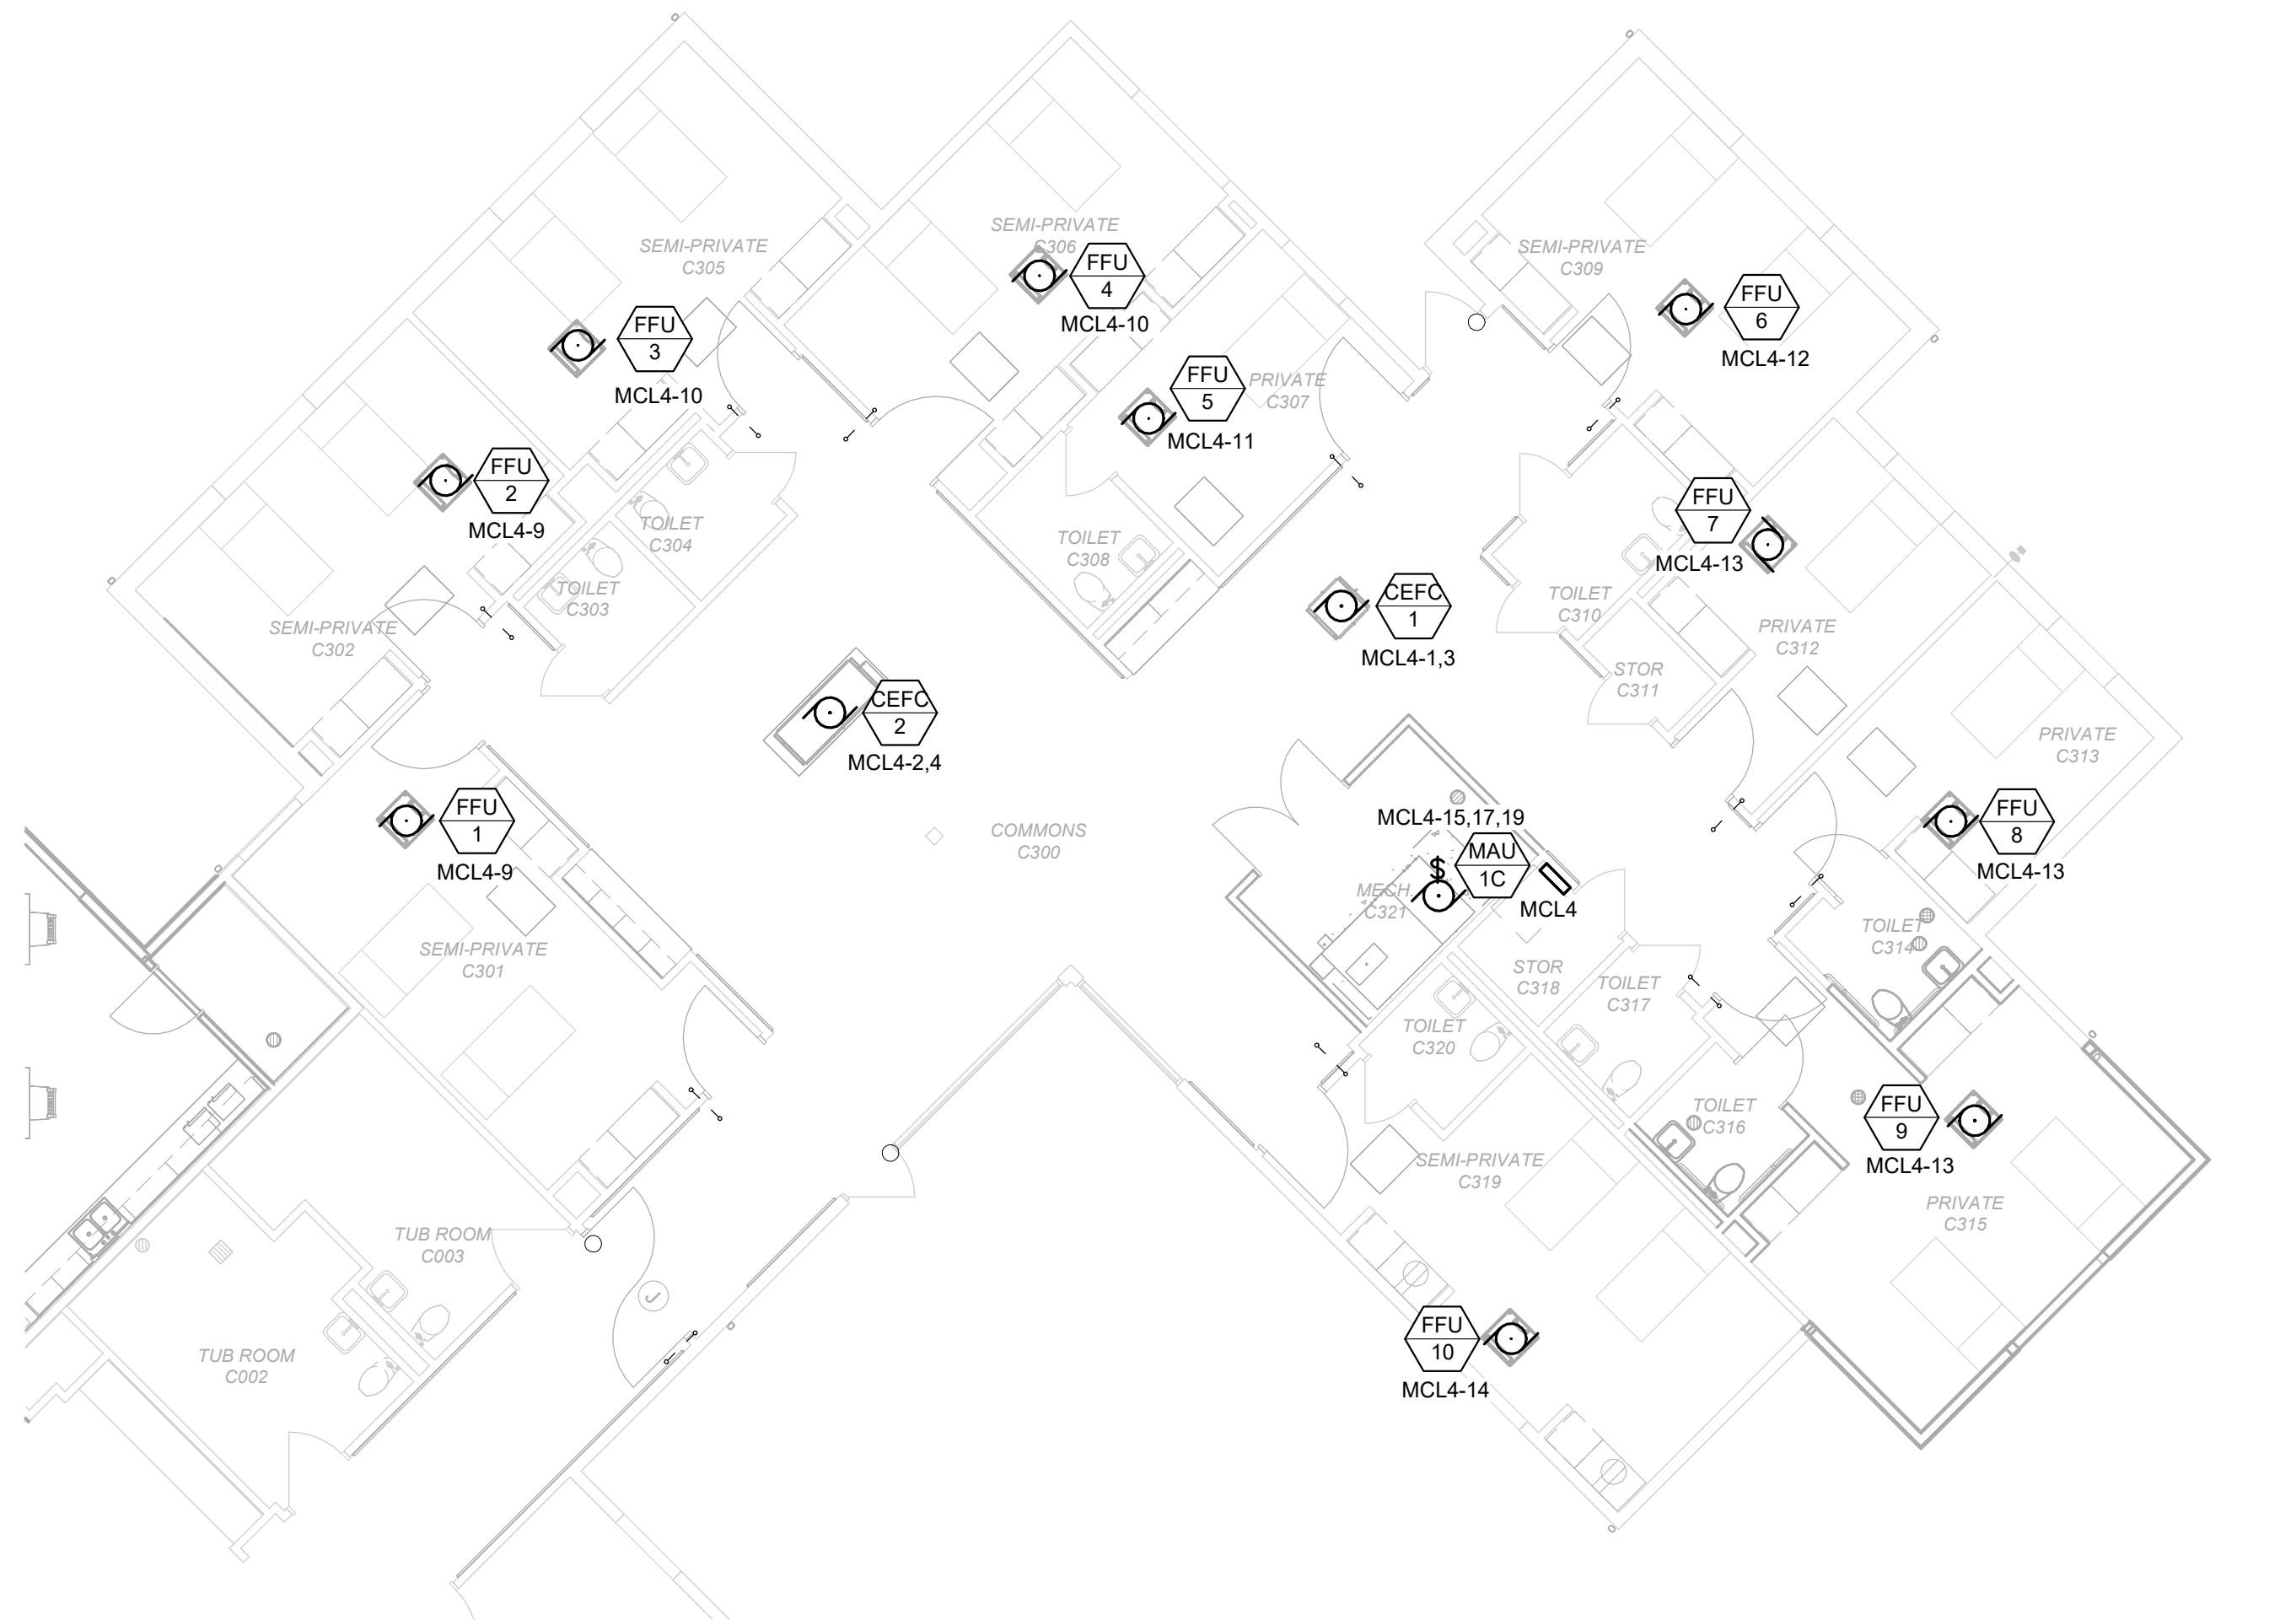 SEMI-PRIVATE
C305
SEMI-PRIVATE
C306
FFU
4
MCL4-10
SEMI-PRIVATE
C309
FFU
6
MCL4-12
FFU
3
MCL4-10
FFU
5
MCL4-11
PRIVATE
C307
FFU
2
MCL4-9
TOILET
C304
TOILET
C303
TOILET
C308
FFU
7
MCL4-13
TOILET
C310
CEFC
1
MCL4-1,3
SEMI-PRIVATE
C302
PRIVATE
C312
STOR
C311
CEFC
2
MCL4-2,4
PRIVATE
C313
FFU
1
MCL4-9
COMMONS
C300
MCL4-15,17,19
$
MAU
1C
MECH.
C321
MCL4
FFU
8
MCL4-13
SEMI-PRIVATE
C301
TOILET
C314
STOR
C318
TOILET
C317
TOILET
C320
TOILET
C316
FFU
9
MCL4-13
SEMI-PRIVATE
C319
PRIVATE
C315
TUB ROOM
C003
J
TUB ROOM
C002
FFU
10
MCL4-14